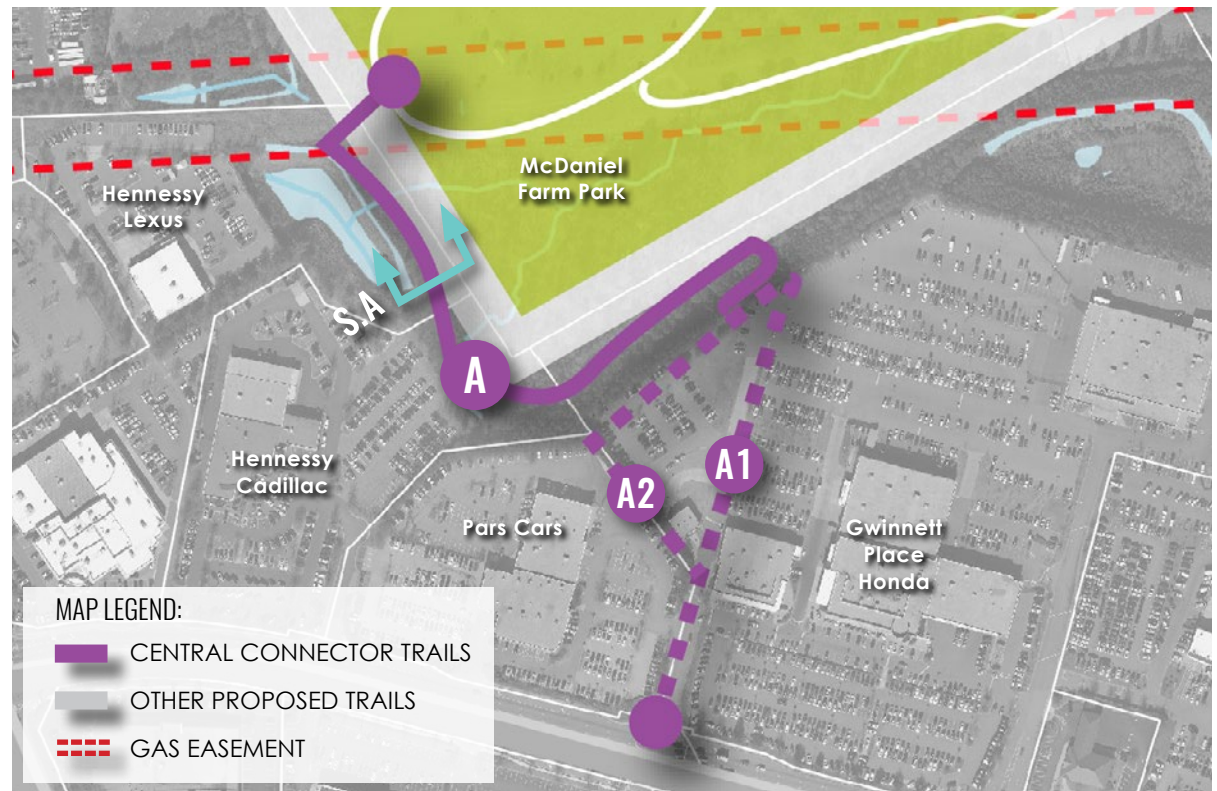 McDaniel
Farm Park
Hennessy
Lexus
S.A
A
Hennessy
Cadillac
A2
A1
Pars Cars
Gwinnett
Place
Honda
MAP LEGEND:
CENTRAL CONNECTOR TRAILS
OTHER PROPOSED TRAILS
GAS EASEMENT